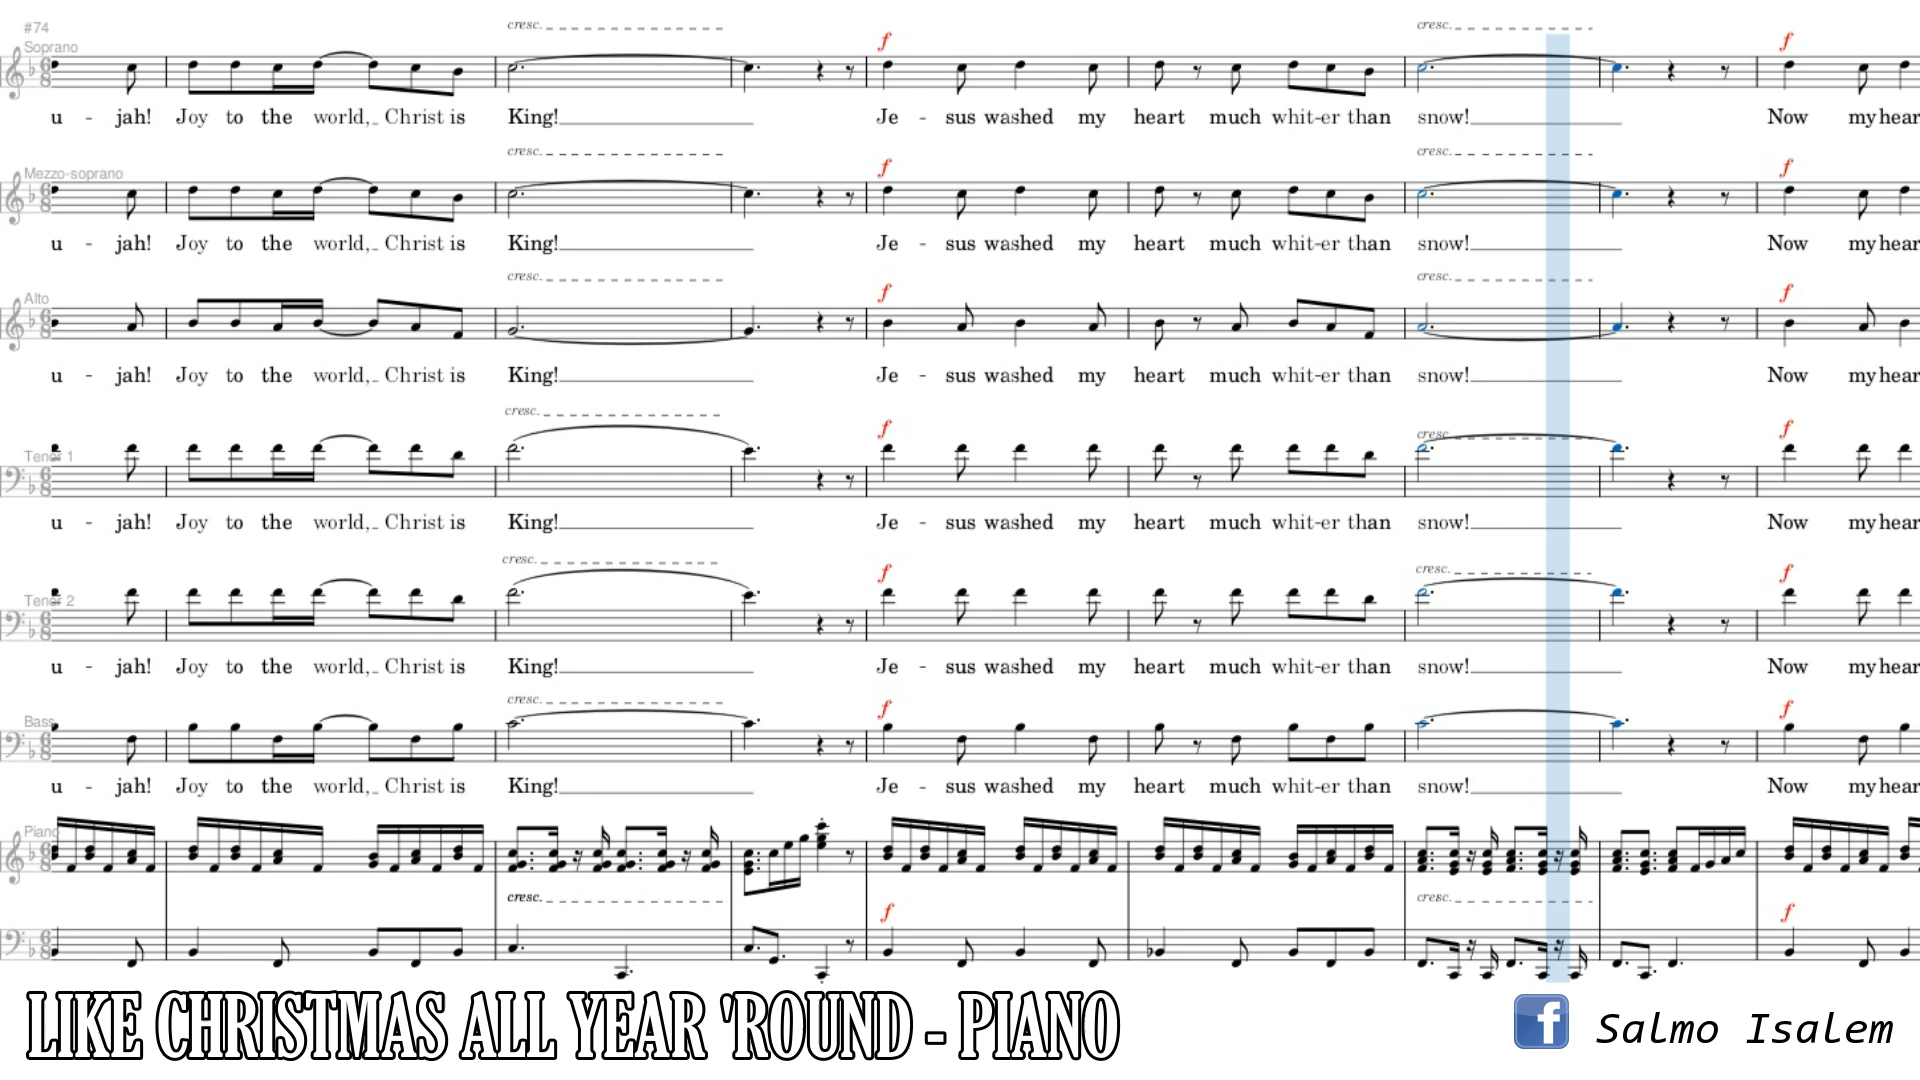 #74
cresc. cresc.
Soprano
f f
u - jah! Joy to the world,_ Christ is King! Je - sus washed my heart much whit-er than snow! Now my hear
cresc. cresc.
Mezzo-soprano
f f
u - jah! Joy to the world,_ Christ is King! Je - sus washed my heart much whit-er than snow! Now my hear
cresc. cresc.
Alto
f f
u - jah! Joy to the world,_ Christ is King! Je - sus washed my heart much whit-er than snow! Now my hear
cresc. cresc.
Tenor 1
f f
u - jah! Joy to the world,_ Christ is King! Je - sus washed my heart much whit-er than snow! Now my hear
cresc. cresc.
Tenor 2
f f
u - jah! Joy to the world,_ Christ is King! Je - sus washed my heart much whit-er than snow! Now my hear
cresc.
Bass
f f
u - jah! Joy to the world,_ Christ is King! Je - sus washed my heart much whit-er than snow! Now my hear
Piano
cresc. cresc.
f f
LIKE CHRISTMAS ALL YEAR 'ROUND - PIANO
f Salmo Isalem